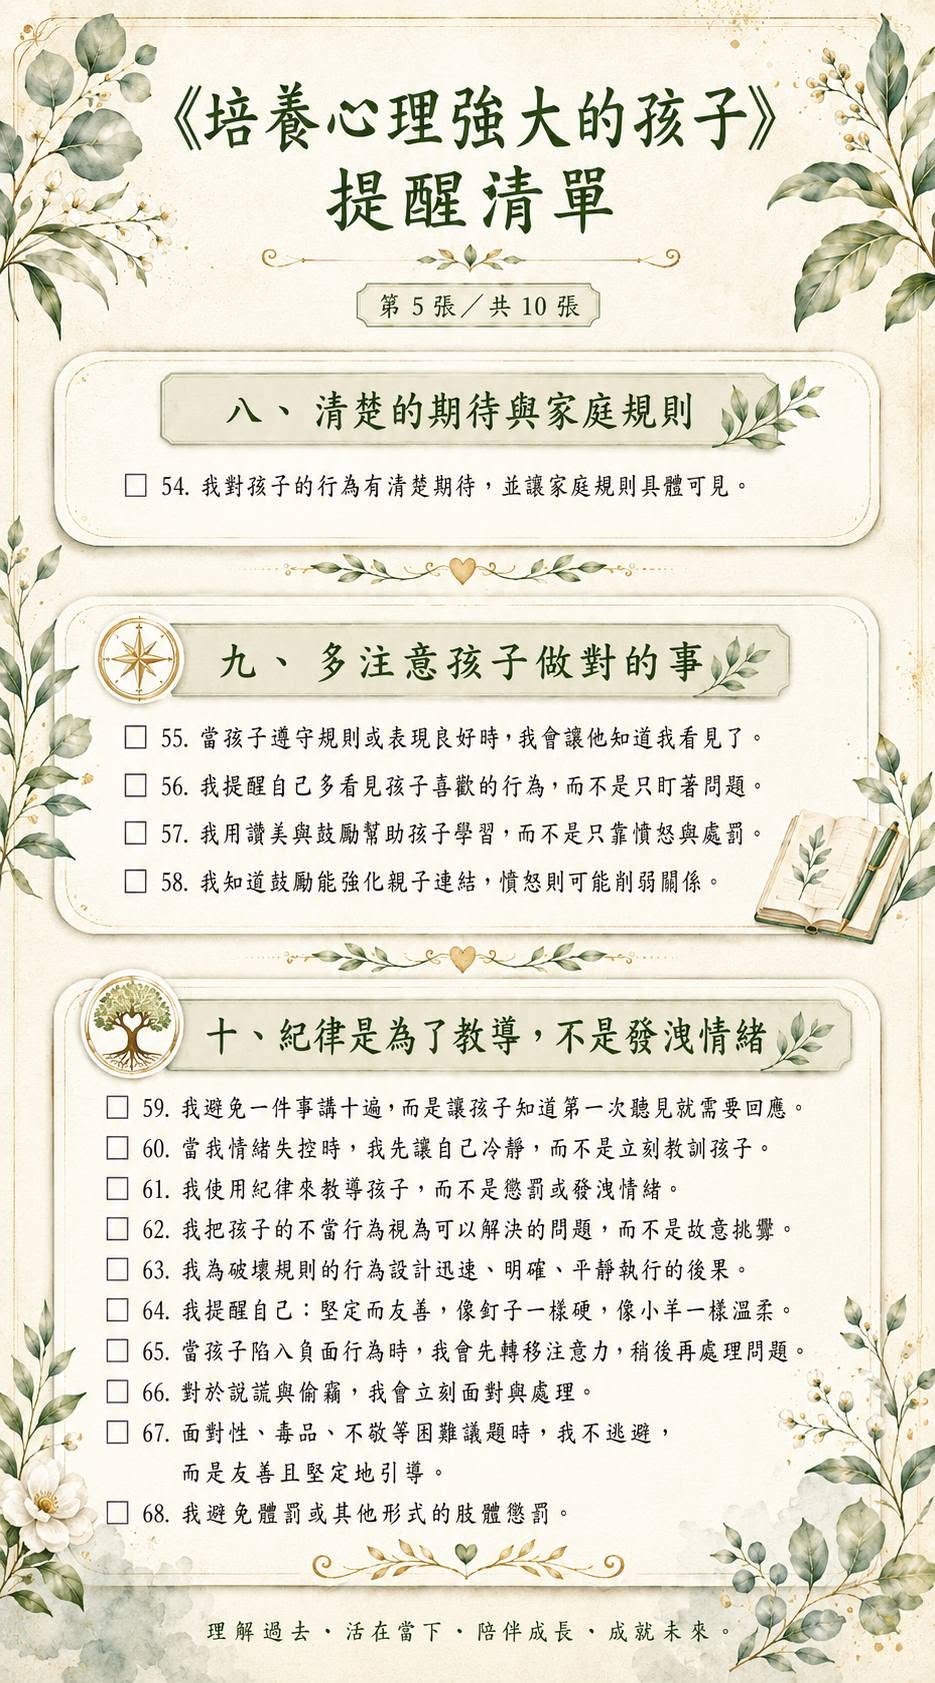 《培養心理強大的孩子》
提醒清單
第 5 張／共 10 張
八、清楚的期待與家庭規則
☐ 54. 我對孩子的行為有清楚期待，並讓家庭規則具體可見。
九、多注意孩子做對的事
☐ 55. 當孩子遵守規則或表現良好時，我會讓他知道我看見了。
☐ 56. 我提醒自己多看見孩子喜歡的行為，而不是只盯著問題。
☐ 57. 我用讚美與鼓勵幫助孩子學習，而不是只靠憤怒與處罰。
☐ 58. 我知道鼓勵能強化親子連結，憤怒則可能削弱關係。
十、紀律是為了教導，不是發洩情緒
☐ 59. 我避免一件事講十遍，而是讓孩子知道第一次聽見就需要回應。
☐ 60. 當我情緒失控時，我先讓自己冷靜，而不是立刻教訓孩子。
☐ 61. 我使用紀律來教導孩子，而不是懲罰或發洩情緒。
☐ 62. 我把孩子的不當行為視為可以解決的問題，而不是故意挑釁。
☐ 63. 我為破壞規則的行為設計迅速、明確、平靜執行的後果。
☐ 64. 我提醒自己：堅定而友善，像釘子一樣硬，像小羊一樣溫柔。
☐ 65. 當孩子陷入負面行為時，我會先轉移注意力，稍後再處理問題。
☐ 66. 對於說謊與偷竊，我會立刻面對與處理。
☐ 67. 面對性、毒品、不敬等困難議題時，我不逃避，
而是友善且堅定地引導。
☐ 68. 我避免體罰或其他形式的肢體懲罰。
理解過去・活在當下・陪伴成長・成就未來。